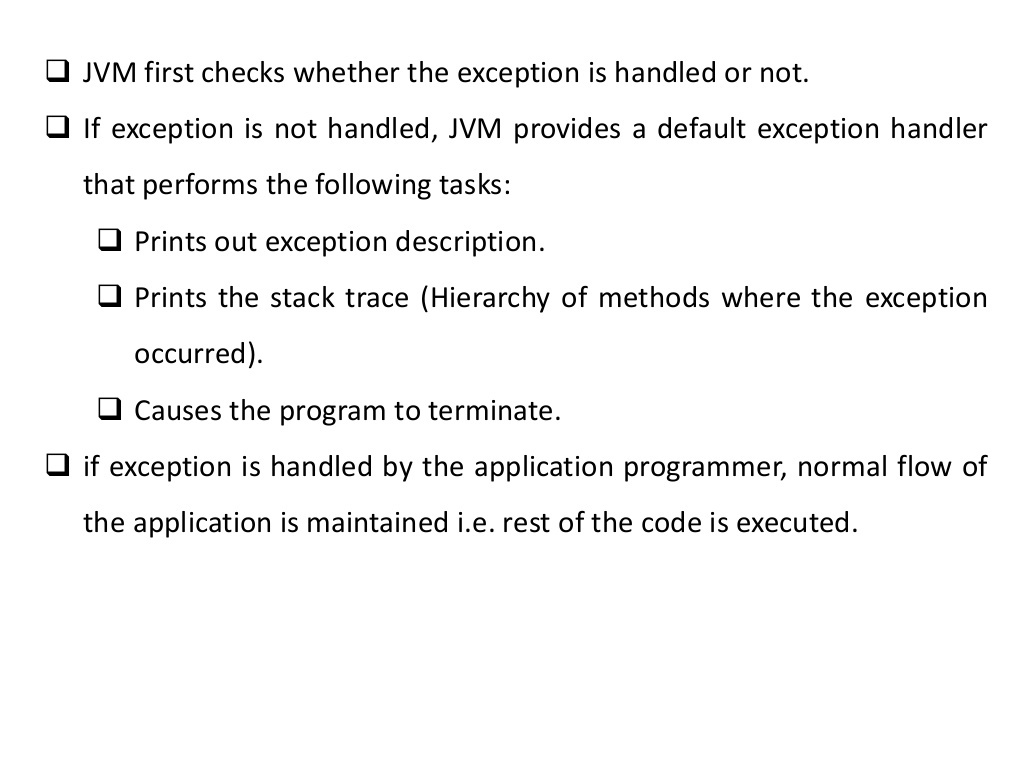 ❑ JVM first checks whether the exception is handled or not.
❑ If exception is not handled, JVM provides a default exception handler
that performs the following tasks:
❑ Prints out exception description.
❑ Prints the stack trace (Hierarchy of methods where the exception
occurred).
❑ Causes the program to terminate.
❑ if exception is handled by the application programmer, normal flow of
the application is maintained i.e. rest of the code is executed.